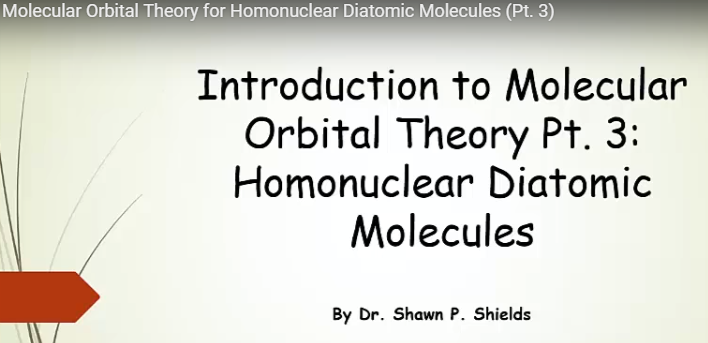 Molecular Orbital Theory for Homonuclear Diatomic Molecules (Pt. 3)
Introduction to Molecular
Orbital Theory Pt. 3:
Homonuclear Diatomic
Molecules
By Dr. Shawn P. Shields